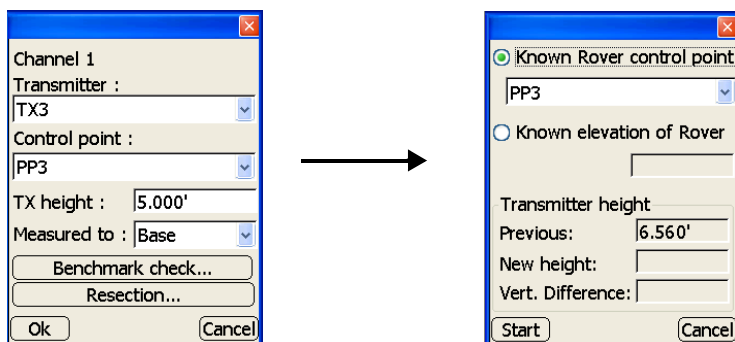 Channel 1
Transmitter :
TX3
Control point :
PP3
TX height : 5.000'
Measured to : Base
Benchmark check...
Resection...
Ok Cancel
Known Rover control point
PP3
Known elevation of Rover
Transmitter height
Previous: 6.560'
New height:
Vert. Difference:
Start Cancel